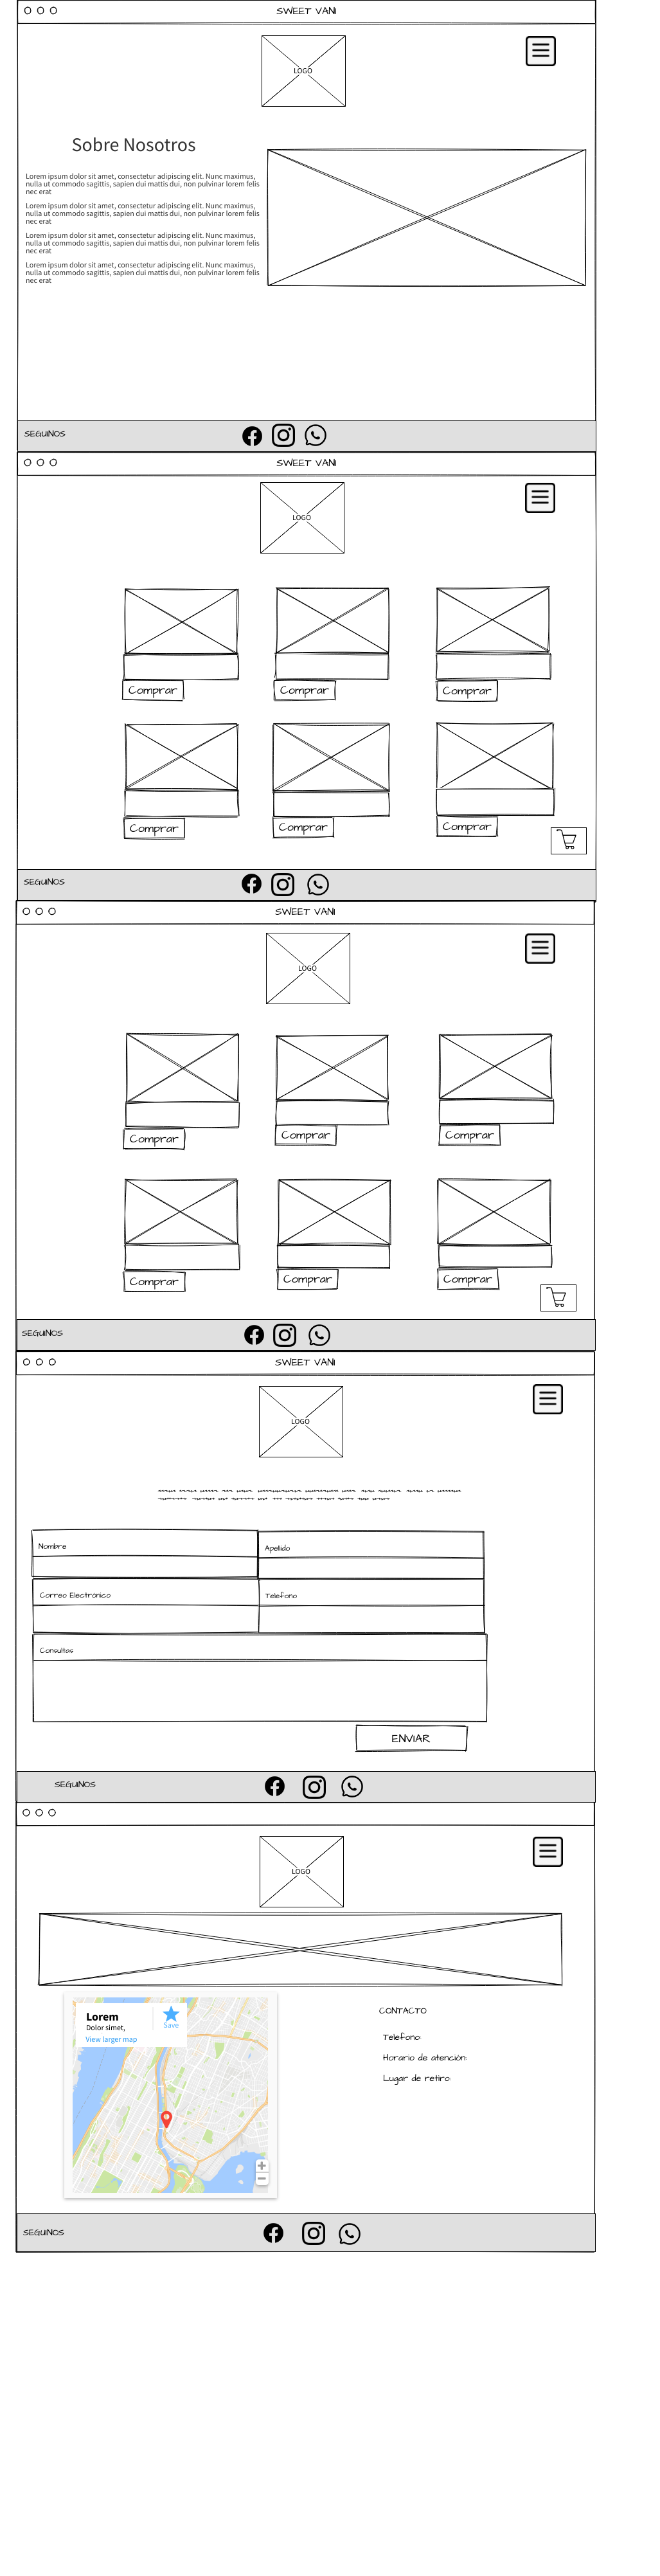 SWEET VANI
LOGO
Sobre Nosotros
Lorem ipsum dolor sit amet, consectetur adipiscing elit. Nunc maximus,
nulla ut commodo sagittis, sapien dui mattis dui, non pulvinar lorem felis
nec erat
Lorem ipsum dolor sit amet, consectetur adipiscing elit. Nunc maximus,
nulla ut commodo sagittis, sapien dui mattis dui, non pulvinar lorem felis
nec erat
Lorem ipsum dolor sit amet, consectetur adipiscing elit. Nunc maximus,
nulla ut commodo sagittis, sapien dui mattis dui, non pulvinar lorem felis
nec erat
Lorem ipsum dolor sit amet, consectetur adipiscing elit. Nunc maximus,
nulla ut commodo sagittis, sapien dui mattis dui, non pulvinar lorem felis
nec erat
SEGUINOS
SWEET VANI
LOGO
Comprar
Comprar
Comprar
Comprar
Comprar
Comprar
SEGUINOS
SWEET VANI
LOGO
Comprar
Comprar
Comprar
Comprar
Comprar
Comprar
SEGUINOS
SWEET VANI
LOGO
Nombre
Apellido
Correo Electrónico
Telefono
Consultas
ENVIAR
SEGUINOS
LOGO
Lorem
Dolor simet,
View larger map
Save
CONTACTO
Telefono:
Horario de atención:
Lugar de retiro:
SEGUINOS